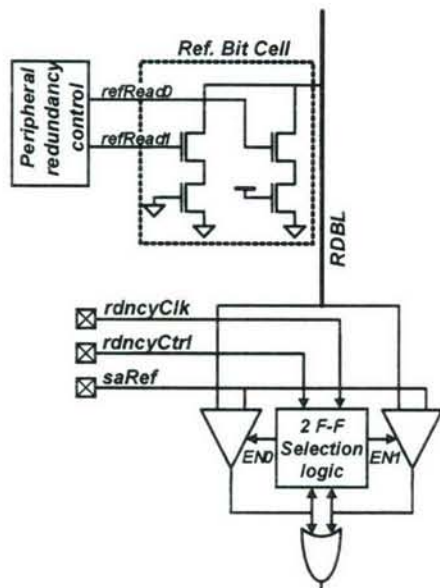 Ref. Bit Cell
Peripheral
redundancy
control
refRead0
refRead1
RDBL
rdncyClk
rdncyCtrl
saRef
2 F-F
Selection
logic
EN0
EN1